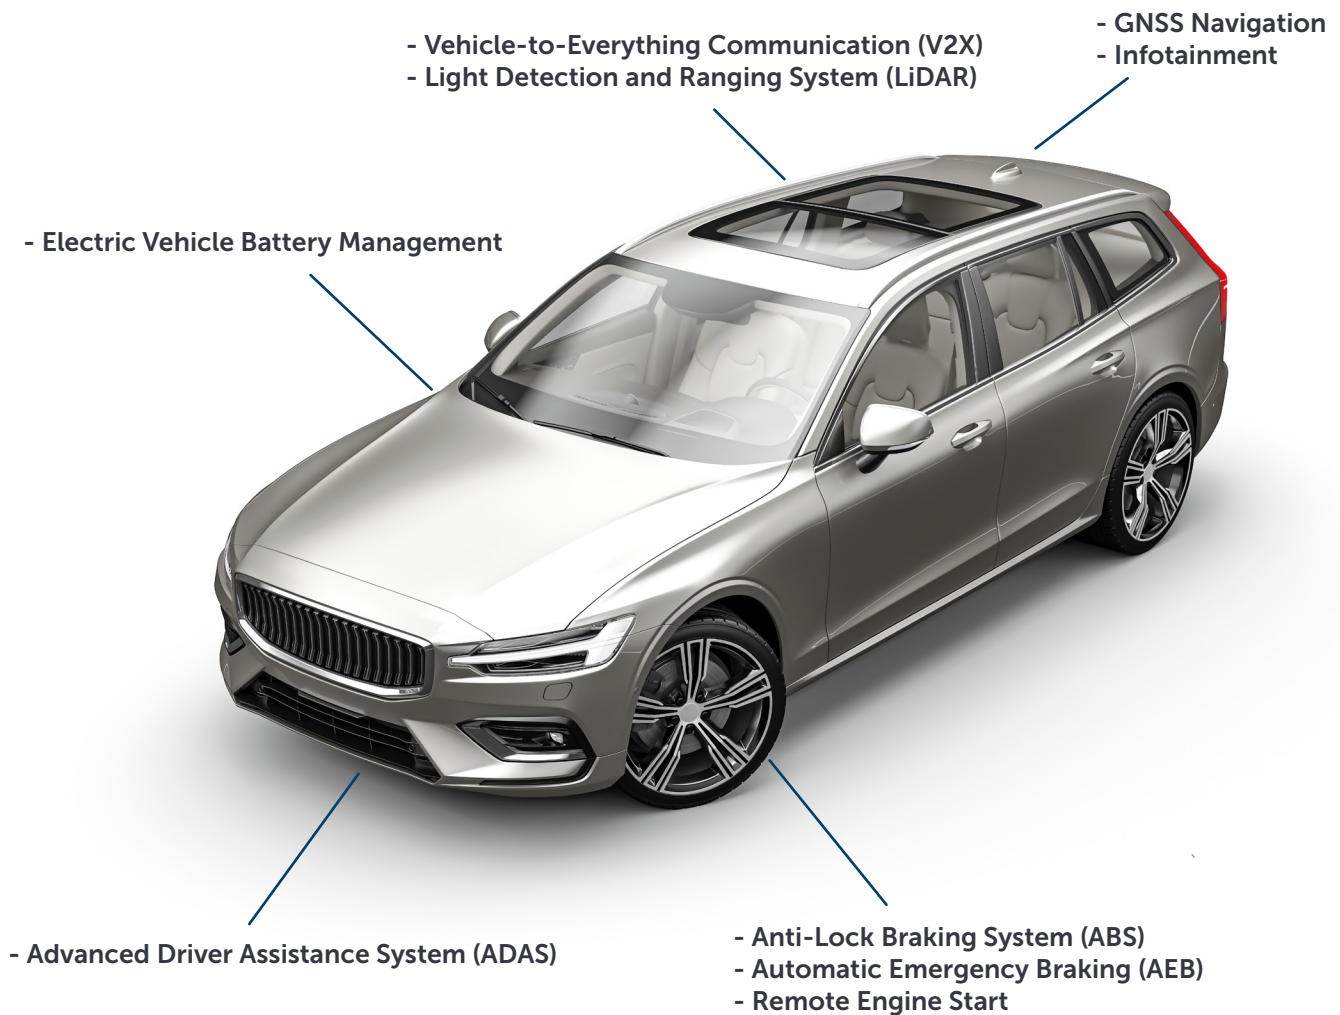 - GNSS Navigation
- Infotainment
- Vehicle-to-Everything Communication (V2X)
- Light Detection and Ranging System (LiDAR)
- Electric Vehicle Battery Management
- Advanced Driver Assistance System (ADAS)
- Anti-Lock Braking System (ABS)
- Automatic Emergency Braking (AEB)
- Remote Engine Start